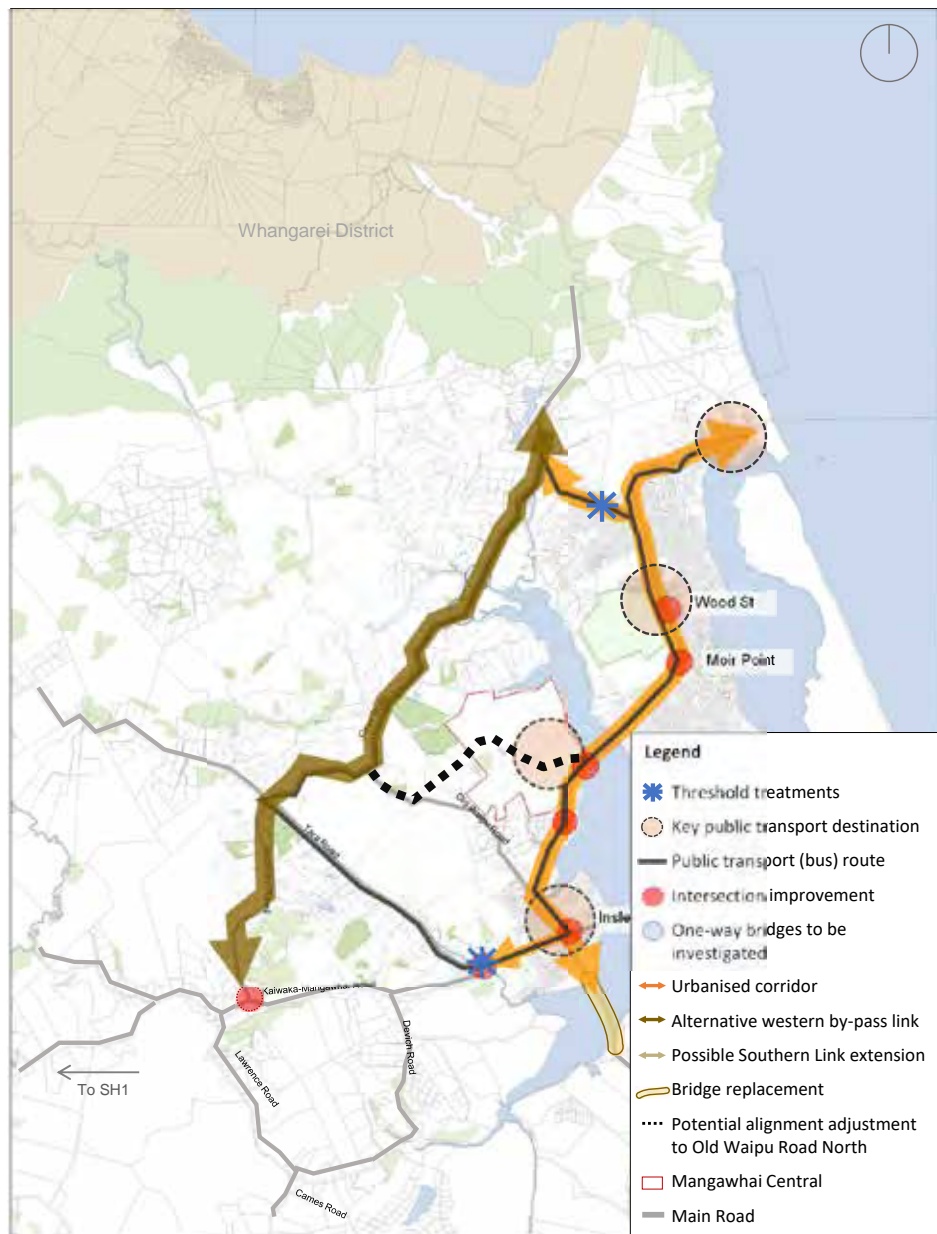 Whangarei District
Wood St
Moir Point
Legend
Threshold treatments
Key public transport destination
Public transport (bus) route
Intersection improvement
One-way bridges to be
investigated
Urbanised corridor
Alternative western by-pass link
Possible Southern Link extension
Bridge replacement
Potential alignment adjustment
to Old Waipu Road North
Mangawhai Central
Main Road
Lawrence Road
Devich Road
To SH1
Cames Road